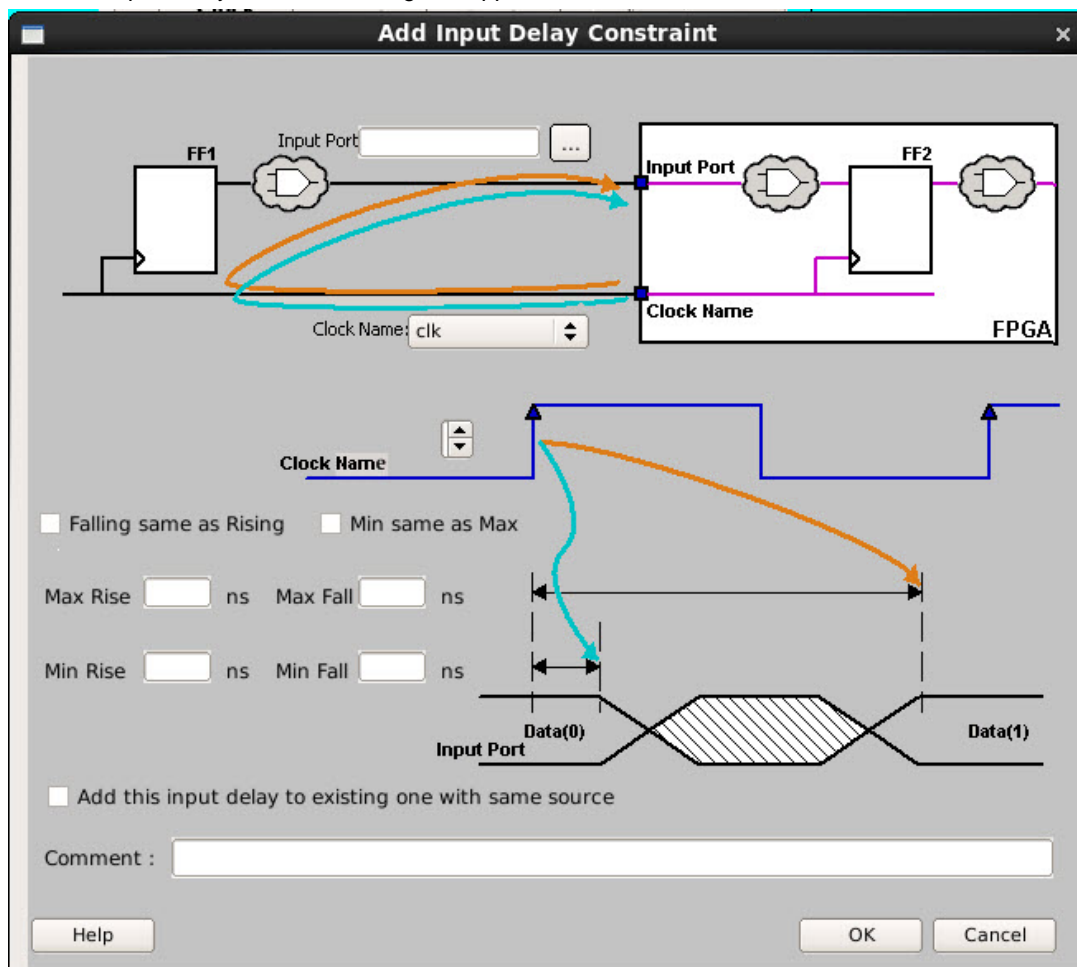 Add Input Delay Constraint
Input Port
...
FF1
Input Port
FF2
Clock Name
Clock Name: clk
FPGA
Clock Name
Falling same as Rising Min same as Max
Max Rise ns Max Fall ns
Min Rise ns Min Fall ns
Data(0) Data(1)
Input Port
Add this input delay to existing one with same source
Comment :
Help OK Cancel